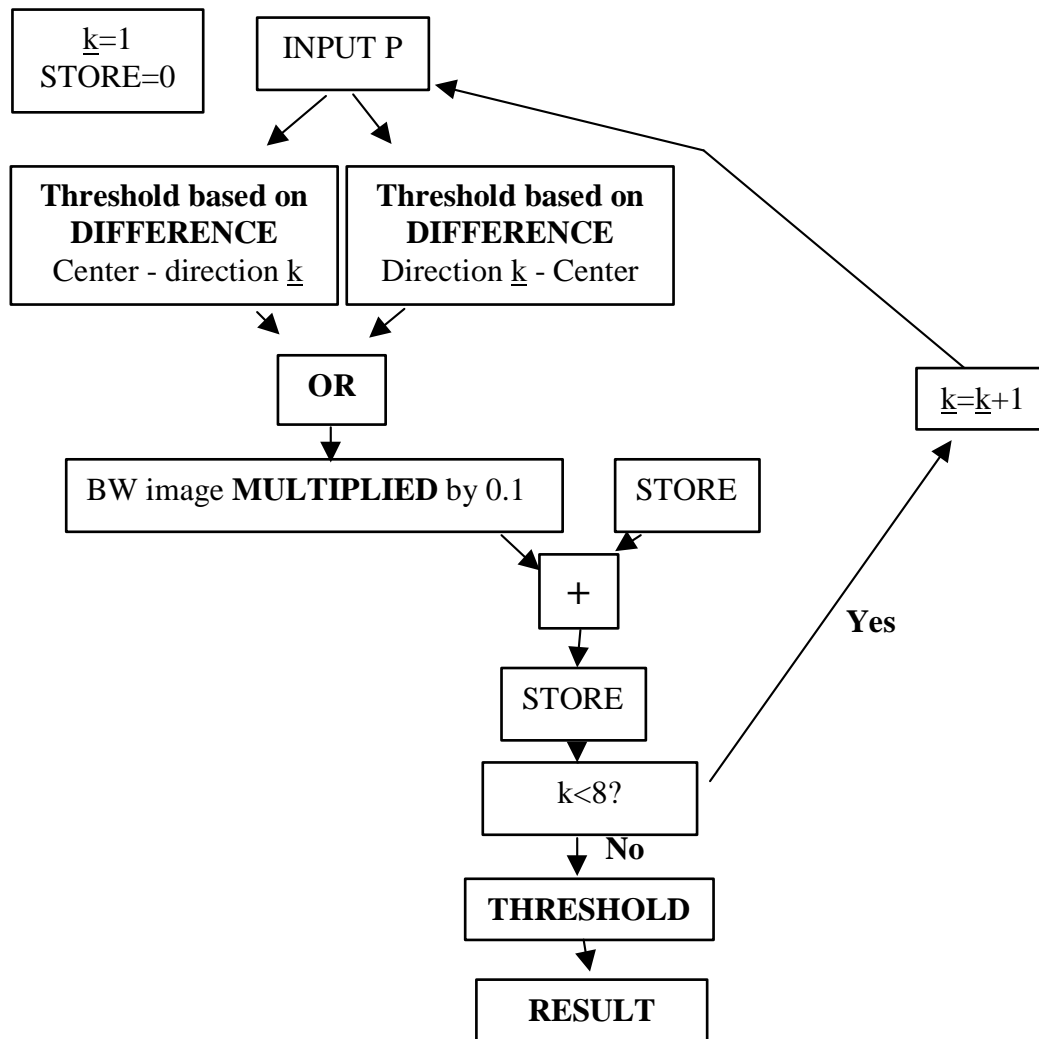 k=1
STORE=0
INPUT P
Threshold based on
DIFFERENCE
Center - direction k
Threshold based on
DIFFERENCE
Direction k - Center
OR
k=k+1
BW image MULTIPLIED by 0.1
STORE
+
Yes
STORE
k<8?
No
THRESHOLD
RESULT